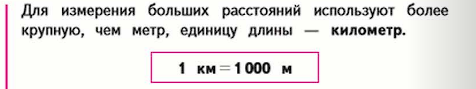 Для измерения больших расстояний используют более
крупную, чем метр, единицу длины — километр.
1 км = 1 000 м